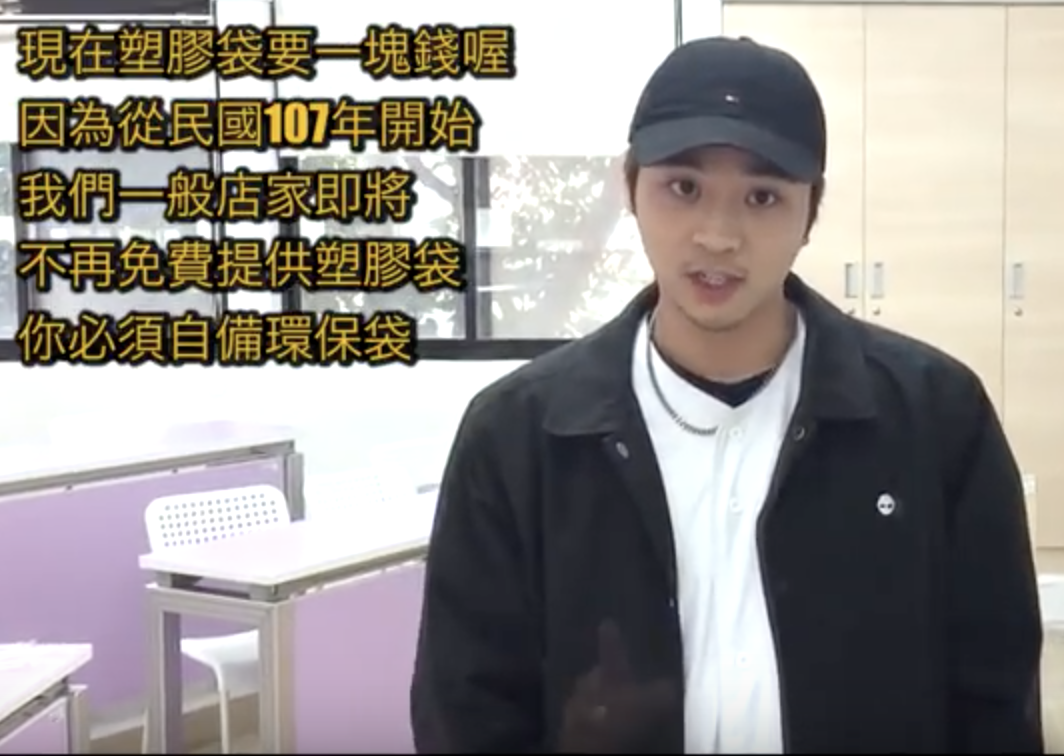 現在塑膠袋要一塊錢喔
因為從民國107年開始
我們一般店家即將
不再免費提供塑膠袋
你必須自備環保袋